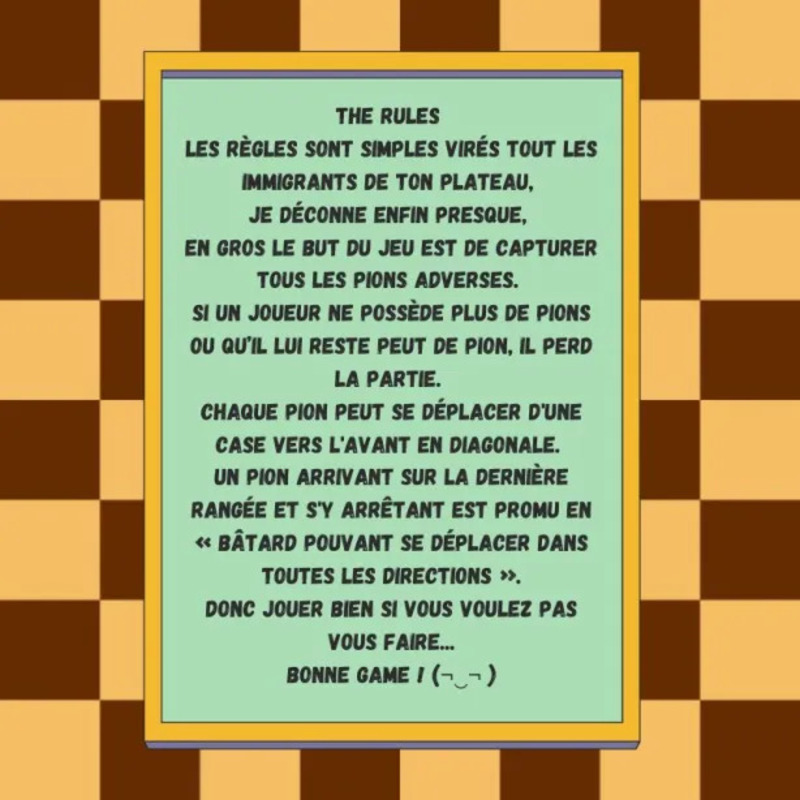 THE RULES
LES RÈGLES SONT SIMPLES VIRÉS TOUT LES
IMMIGRANTS DE TON PLATEAU,
JE DÉCONNE ENFIN PRESQUE,
EN GROS LE BUT DU JEU EST DE CAPTURER
TOUS LES PIONS ADVERSES.
SI UN JOUEUR NE POSSÈDE PLUS DE PIONS
OU QU'IL LUI RESTE PEUT DE PION, IL PERD
LA PARTIE.
CHAQUE PION PEUT SE DÉPLACER D'UNE
CASE VERS L'AVANT EN DIAGONALE.
UN PION ARRIVANT SUR LA DERNIÈRE
RANGÉE ET S'Y ARRÊTANT EST PROMU EN
« BÂTARD POUVANT SE DÉPLACER DANS
TOUTES LES DIRECTIONS ».
DONC JOUER BIEN SI VOUS VOULEZ PAS
VOUS FAIRE...
BONNE GAME ! (¬‿¬ )